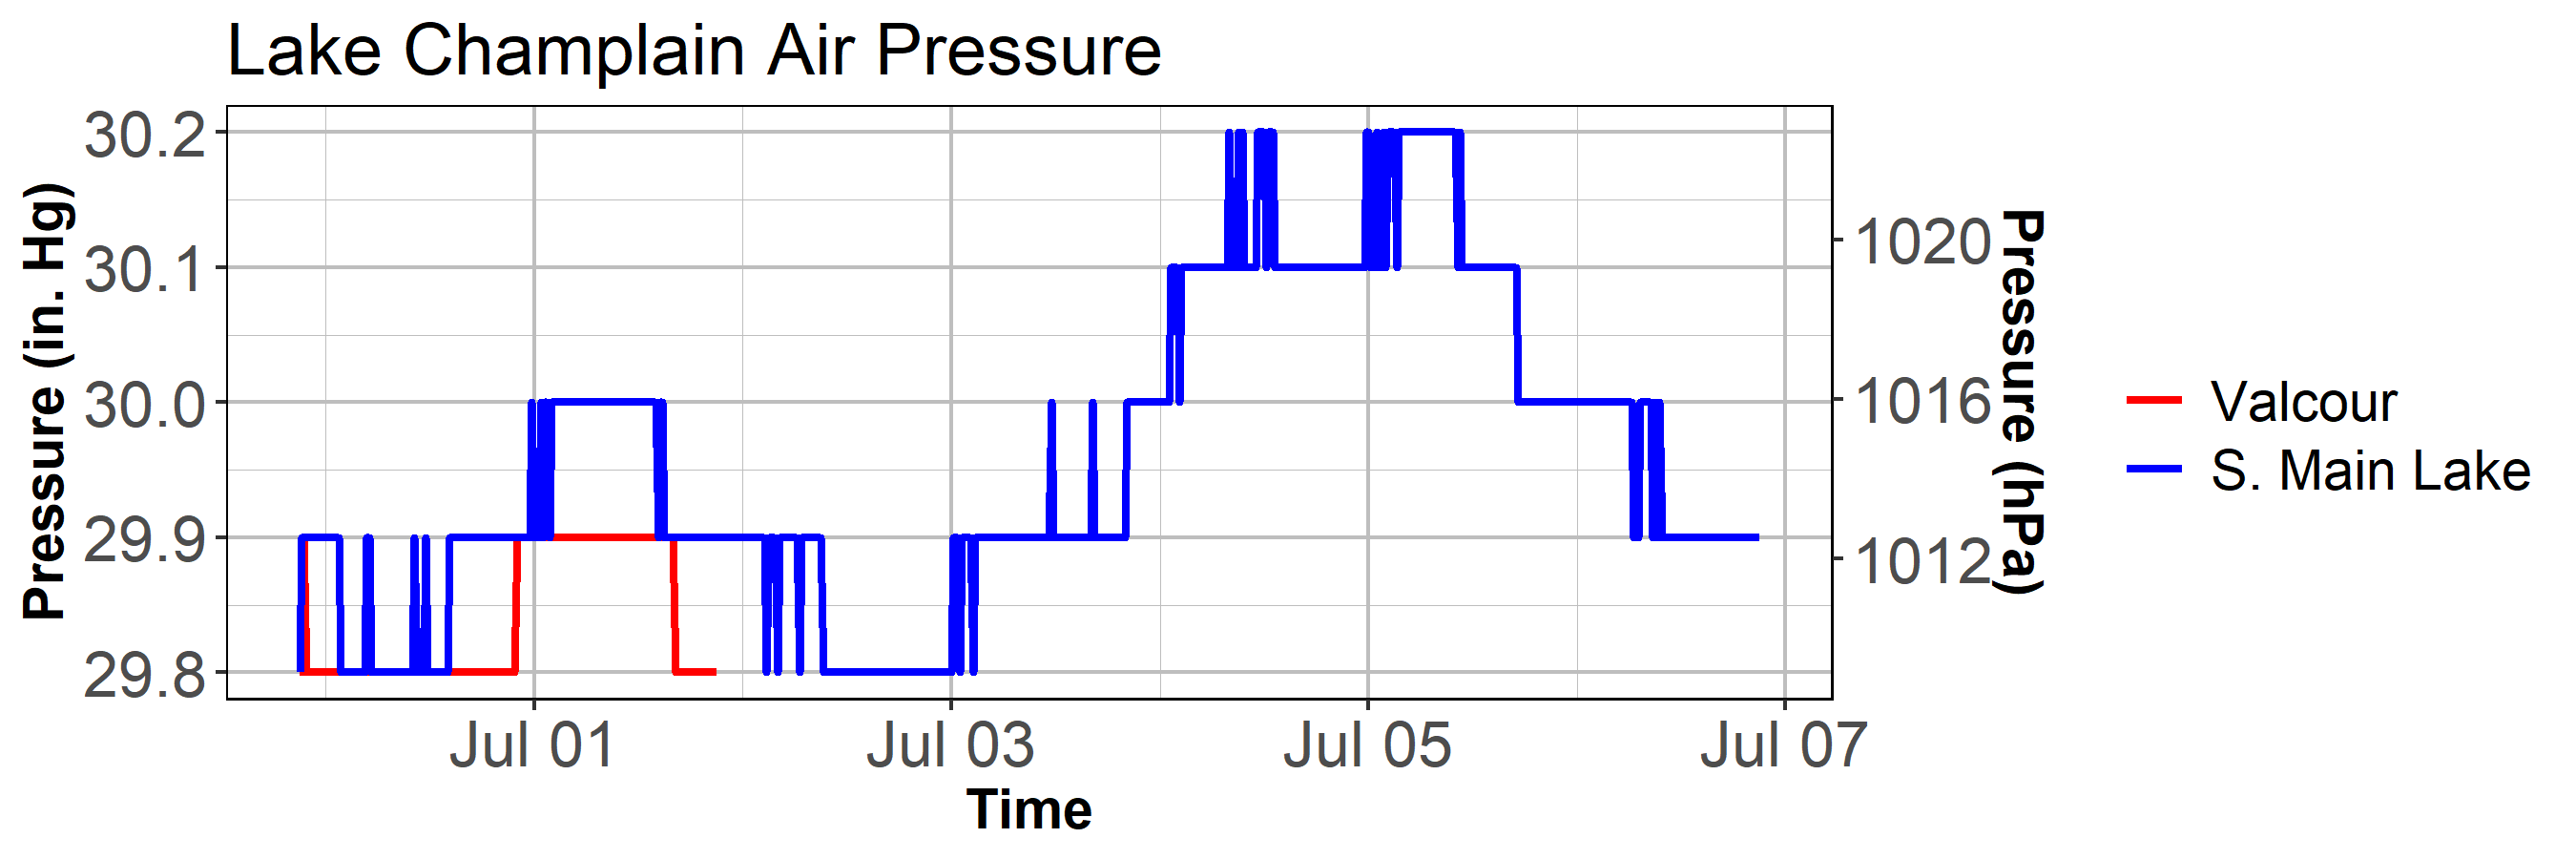 Lake Champlain Air Pressure
Pressure (in. Hg)
30.2
30.1
30.0
29.9
29.8
1020
1016
1012
Pressure (hPa)
Jul 01
Jul 03
Jul 05
Jul 07
Time
Valcour
S. Main Lake